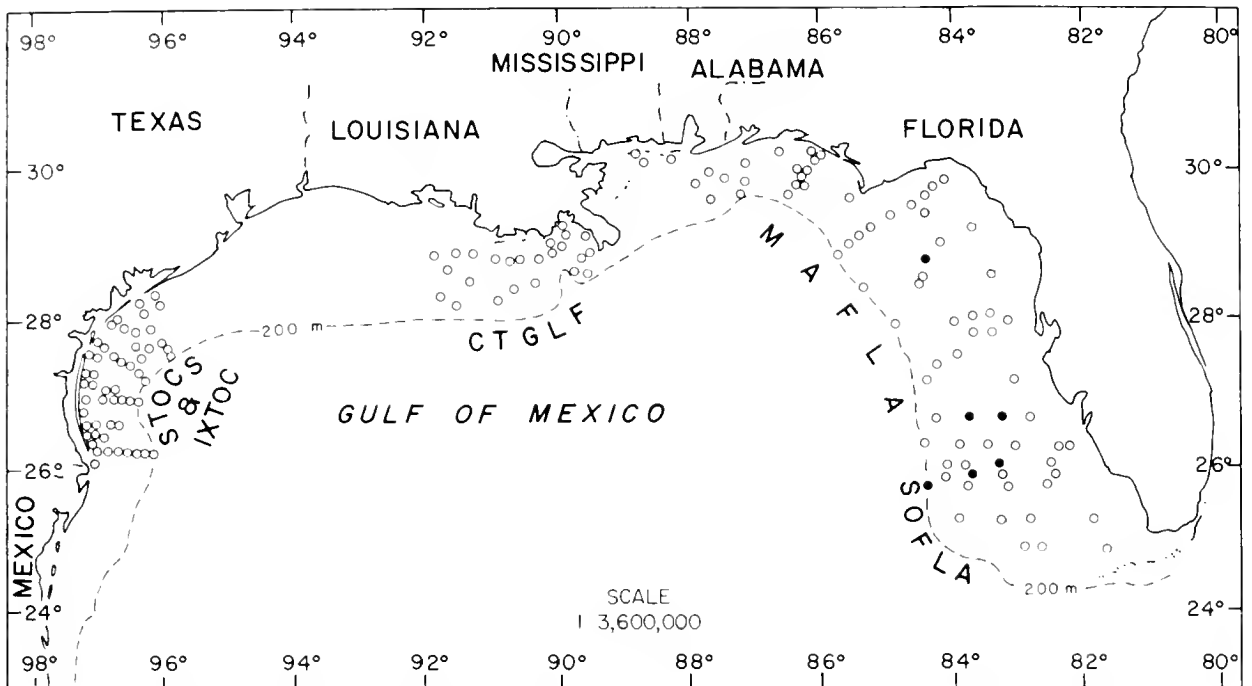 98° 96° 94° 92° 90° 88° 86° 84° 82° 80°
MISSISSIPPI ALABAMA
TEXAS LOUISIANA FLORIDA
30° 30°
MAFLA
28° 200 m 28°
CTGLF
STOCS
&
IXTOC
GULF OF MEXICO
26° 26°
SOFLA
MEXICO
200 m
SCALE
1 3,600,000
24° 24°
98° 96° 94° 92° 90° 88° 86° 84° 82° 80°